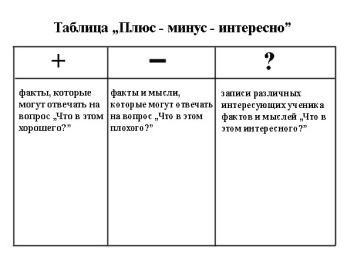 Таблица „Плюс - минус - интересно”
+
–
?
факты, которые
могут отвечать на
вопрос „Что в этом
хорошего?”
факты и мысли,
которые могут отвечать
на вопрос „Что в этом
плохого?”
записи различных
интересующих ученика
фактов и мыслей „Что в
этом интересного?”